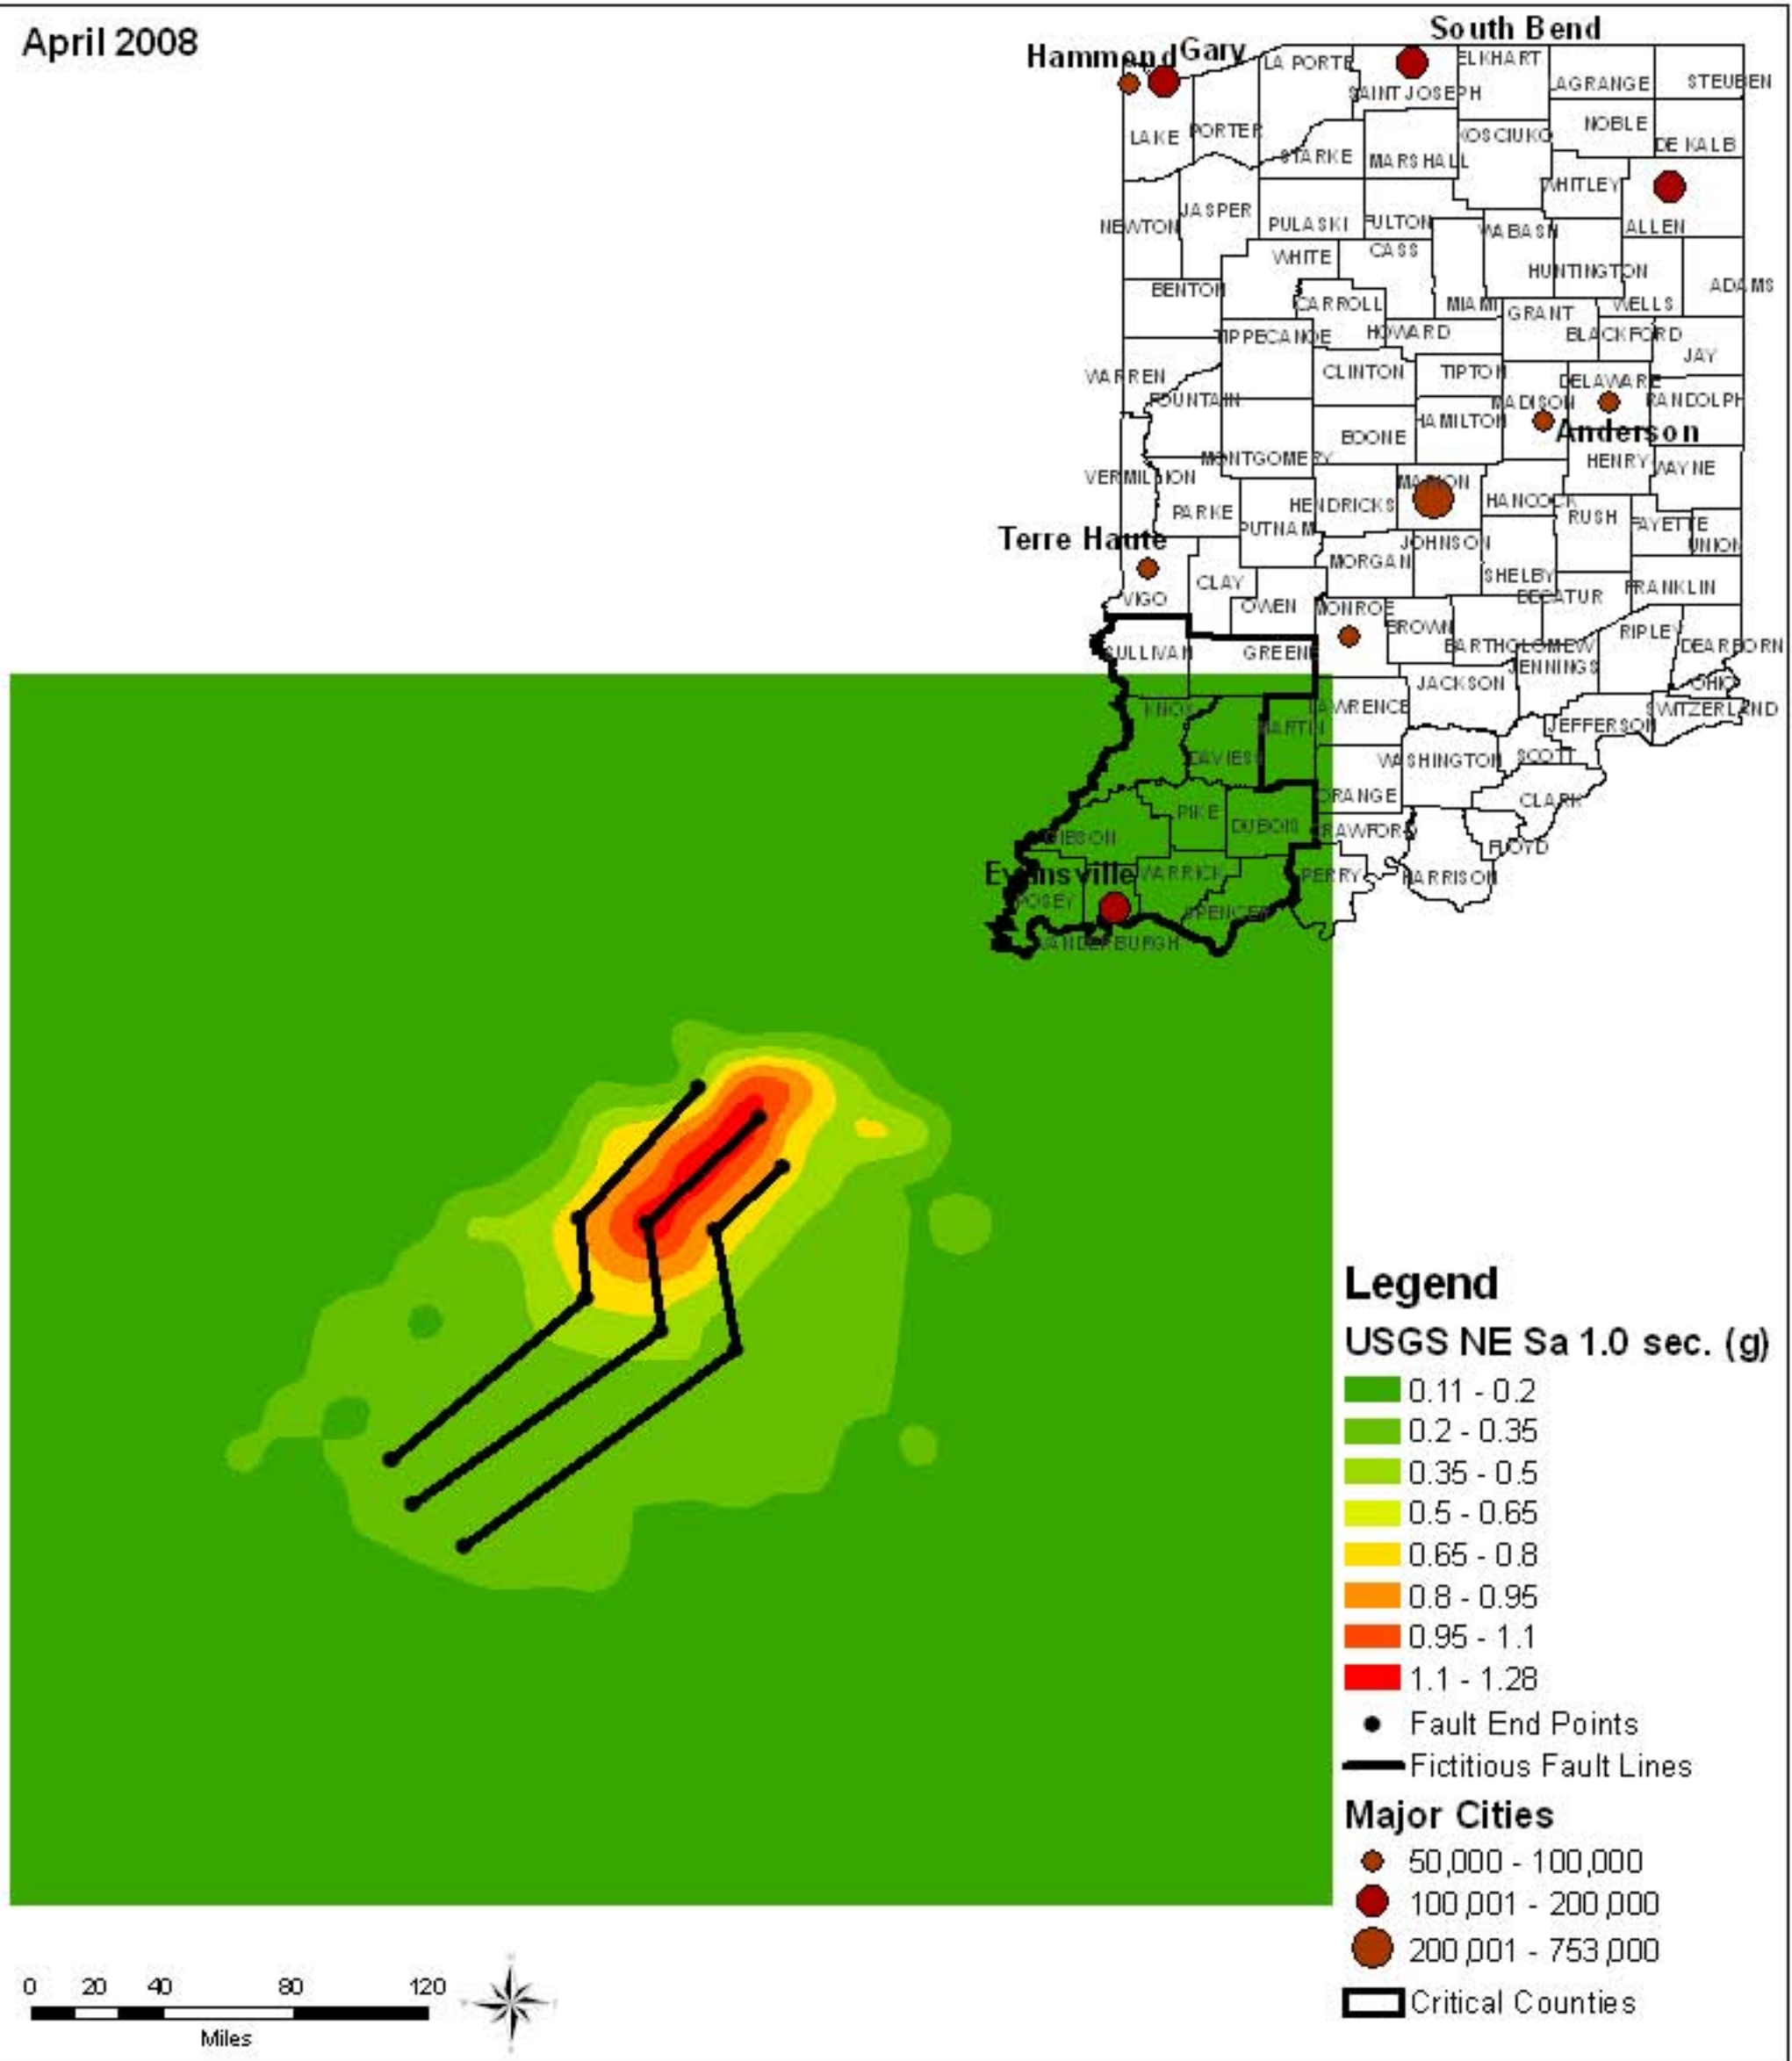 April 2008
South Bend
Hammond
Gary
LA PORTE
ELKHART
LAGRANGE
STEUBEN
SAINT JOSEPH
LAKE
PORTER
NOBLE
KOSCIUKO
DE KALB
STARKE
MARSHALL
WHITLEY
JASPER
NEWTON
PULASKI
FULTON
WABASH
ALLEN
WHITE
CASS
HUNTINGTON
ADAMS
BENTON
CARROLL
MIAMI
WELLS
GRANT
TIPPECANOE
HOWARD
BLACKFORD
JAY
WARREN
CLINTON
TIPTON
DELAWARE
FOUNTAIN
MADISON
RANDOLPH
HAMILTON
BOONE
Anderson
MONTGOMERY
HENRY
WAYNE
VERMILLION
MARION
HENDRICKS
HANCOCK
PARKE
PUTNAM
RUSH
FAYETTE
Terre Haute
JOHNSON
UNION
MORGAN
CLAY
SHELBY
FRANKLIN
VIGO
OWEN
MONROE
DECATUR
BROWN
RIPLEY
SULLIVAN
GREENE
BARTHOLOMEW
DEARBORN
JENNINGS
JACKSON
OHIO
KNOX
LAWRENCE
SWITZERLAND
MARTIN
JEFFERSON
DAVIESS
WASHINGTON
SCOTT
ORANGE
CLARK
PIKE
DUBOIS
GIBSON
CRAWFORD
FLOYD
Evansville
WARRICK
PERRY
HARRISON
POSEY
SPENCER
VANDERBURGH
Legend
USGS NE Sa 1.0 sec. (g)
0.11 - 0.2
0.2 - 0.35
0.35 - 0.5
0.5 - 0.65
0.65 - 0.8
0.8 - 0.95
0.95 - 1.1
1.1 - 1.28
Fault End Points
Fictitious Fault Lines
Major Cities
50,000 - 100,000
100,001 - 200,000
200,001 - 753,000
Critical Counties
0 20 40 80 120
Miles